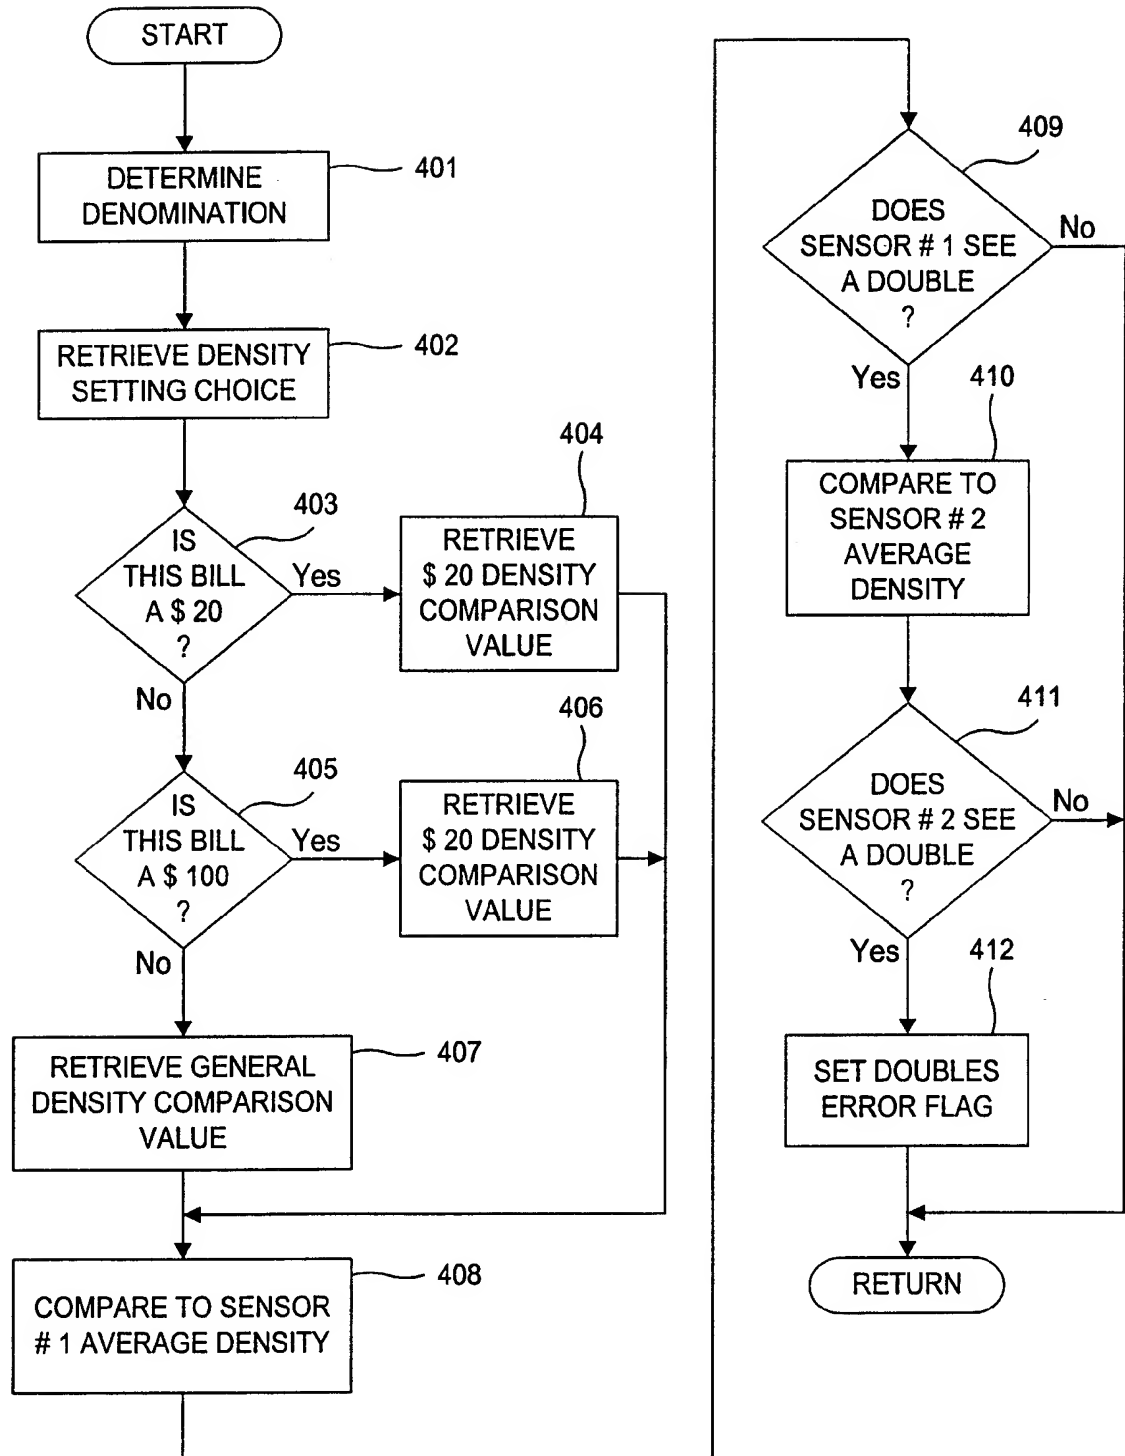 START
DETERMINE
DENOMINATION
401
RETRIEVE DENSITY
SETTING CHOICE
402
IS
THIS BILL
A $ 20
?
403
Yes
No
RETRIEVE
$ 20 DENSITY
COMPARISON
VALUE
404
IS
THIS BILL
A $ 100
?
405
Yes
No
RETRIEVE
$ 20 DENSITY
COMPARISON
VALUE
406
RETRIEVE GENERAL
DENSITY COMPARISON
VALUE
407
COMPARE TO SENSOR
# 1 AVERAGE DENSITY
408
DOES
SENSOR # 1 SEE
A DOUBLE
?
409
No
Yes
COMPARE TO
SENSOR # 2
AVERAGE
DENSITY
410
DOES
SENSOR # 2 SEE
A DOUBLE
?
411
No
Yes
SET DOUBLES
ERROR FLAG
412
RETURN